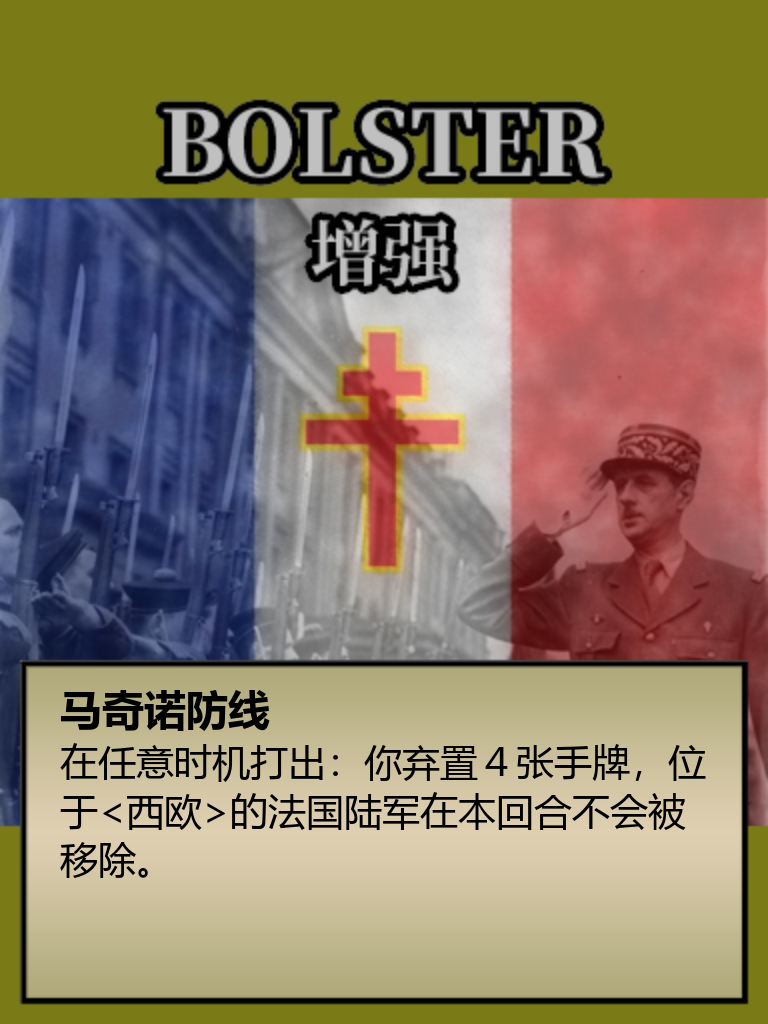 BOLSTER
增强
马奇诺防线
在任意时机打出：你弃置4张手牌，位
于<西欧>的法国陆军在本回合不会被
移除。